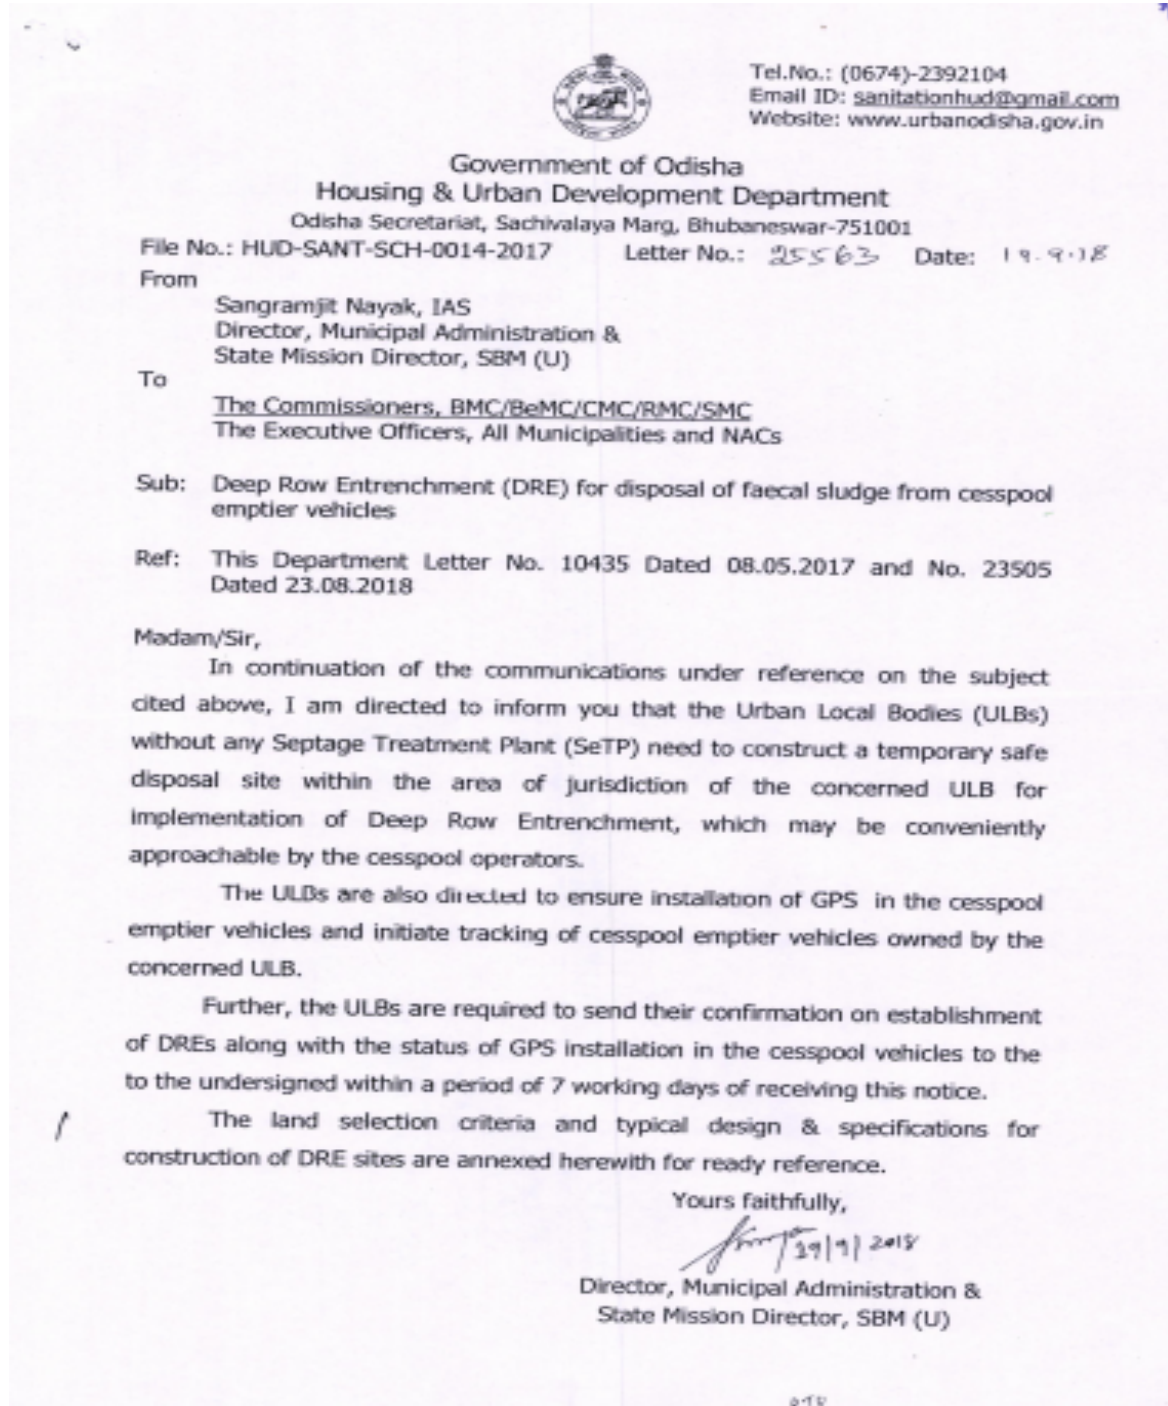 Tel.No.: (0674)-2392104
Email ID: sanitationhud@gmail.com
Website: www.urbanodisha.gov.in
Government of Odisha
Housing & Urban Development Department
Odisha Secretariat, Sachivalaya Marg, Bhubaneswar-751001
File No.: HUD-SANT-SCH-0014-2017 Letter No.: 25563 Date: 19.9.18
From
Sangramjit Nayak, IAS
Director, Municipal Administration &
State Mission Director, SBM (U)
To
The Commissioners, BMC/BeMC/CMC/RMC/SMC
The Executive Officers, All Municipalities and NACs
Sub: Deep Row Entrenchment (DRE) for disposal of faecal sludge from cesspool
emptier vehicles
Ref: This Department Letter No. 10435 Dated 08.05.2017 and No. 23505
Dated 23.08.2018
Madam/Sir,
In continuation of the communications under reference on the subject
cited above, I am directed to inform you that the Urban Local Bodies (ULBs)
without any Septage Treatment Plant (SeTP) need to construct a temporary safe
disposal site within the area of jurisdiction of the concerned ULB for
implementation of Deep Row Entrenchment, which may be conveniently
approachable by the cesspool operators.
The ULBs are also directed to ensure installation of GPS in the cesspool
emptier vehicles and initiate tracking of cesspool emptier vehicles owned by the
concerned ULB.
Further, the ULBs are required to send their confirmation on establishment
of DREs along with the status of GPS installation in the cesspool vehicles to the
to the undersigned within a period of 7 working days of receiving this notice.
The land selection criteria and typical design & specifications for
construction of DRE sites are annexed herewith for ready reference.
Yours faithfully,
19/9/2018
Director, Municipal Administration &
State Mission Director, SBM (U)